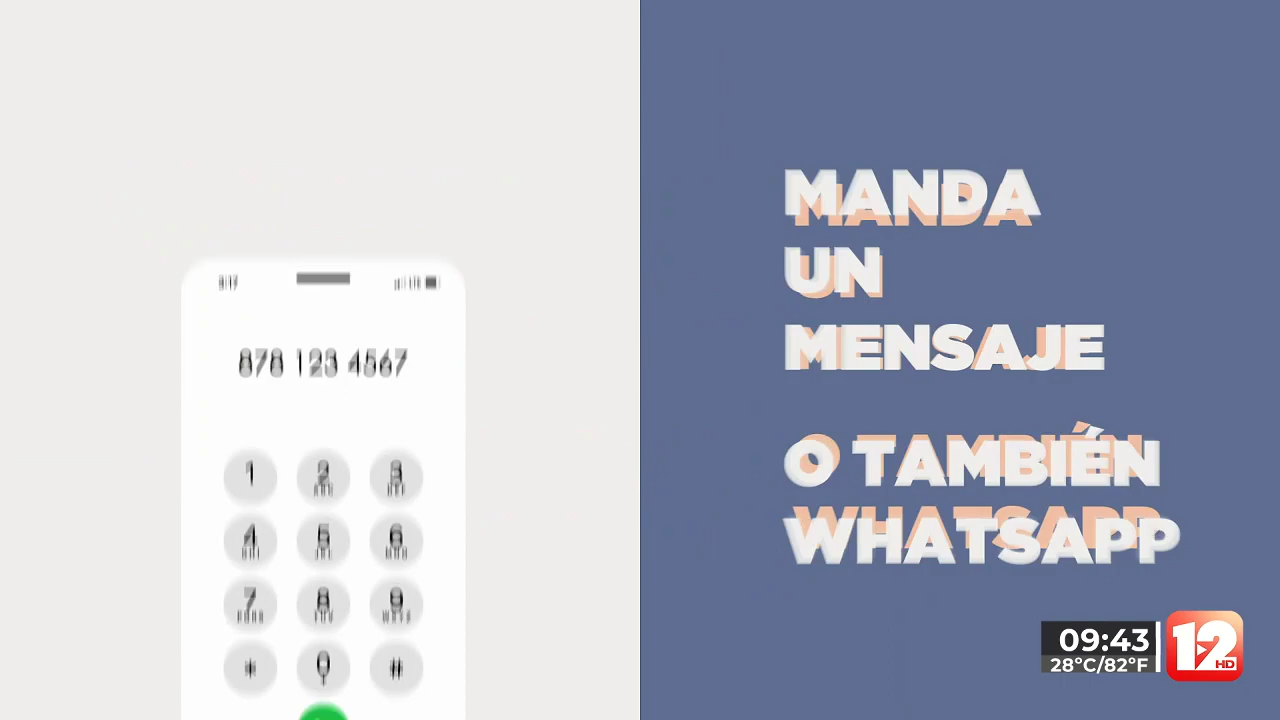 878 123 4567
1
2
3
4
5
6
7
8
9
*
0
#
MANDA
UN
MENSAJE
O TAMBIÉN
WHATSAPP
09:43
28°C/82°F
12
HD